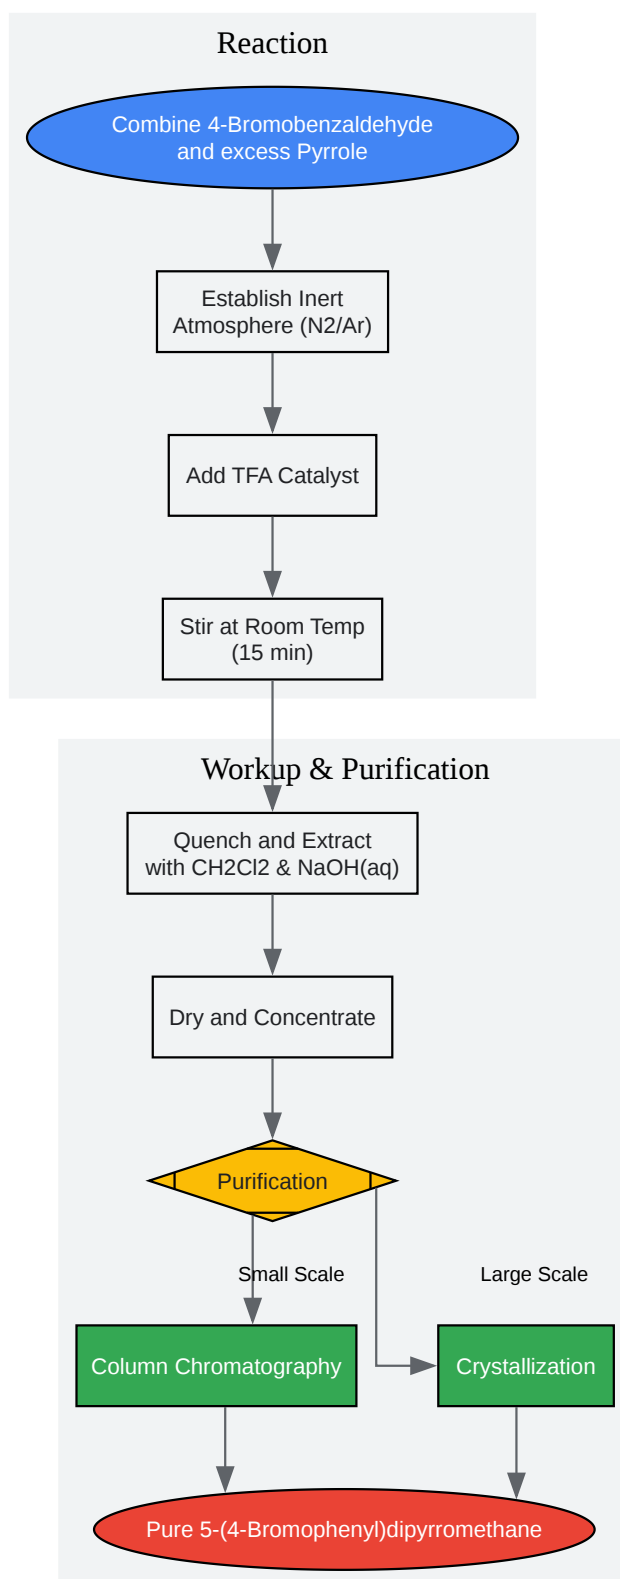 Reaction
Combine 4-Bromobenzaldehyde
and excess Pyrrole
Establish Inert
Atmosphere (N2/Ar)
Add TFA Catalyst
Stir at Room Temp
(15 min)
Workup & Purification
Quench and Extract
with CH2Cl2 & NaOH(aq)
Dry and Concentrate
Purification
Small Scale
Large Scale
Column Chromatography
Crystallization
Pure 5-(4-Bromophenyl)dipyrromethane